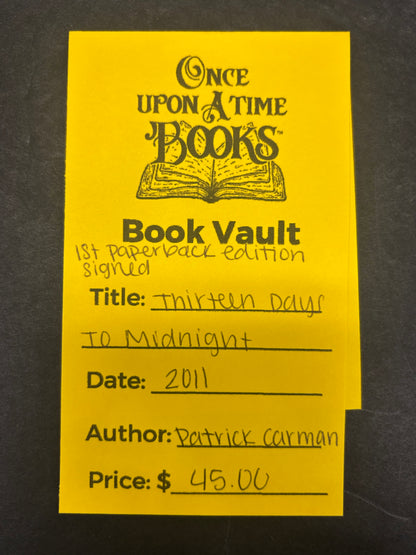 Once
upon A Time
Books™
Book Vault
1st paperback edition
signed
Title: Thirteen Days
To Midnight
Date: 2011
Author: Patrick Carman
Price: $ 45.00